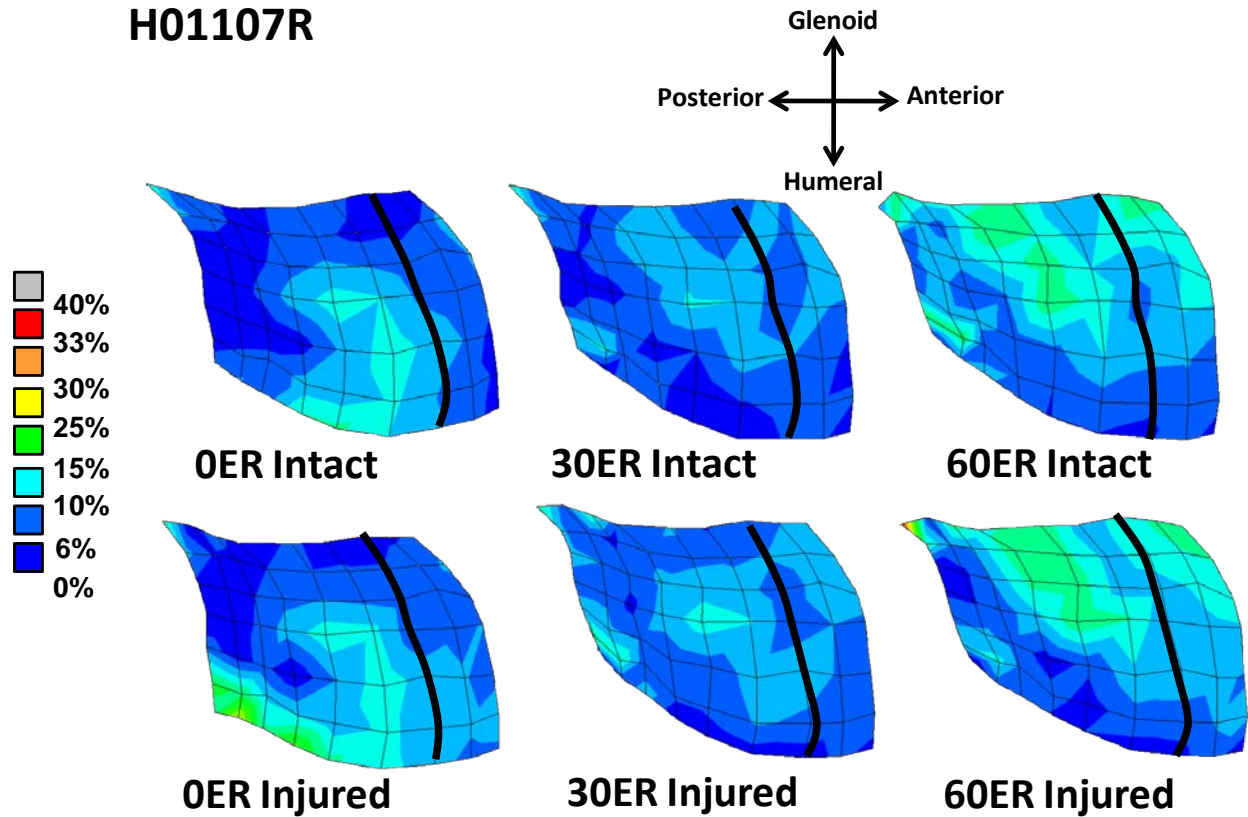 H01107R
Glenoid
Posterior
Anterior
Humeral
40%
33%
30%
25%
15%
10%
6%
0%
0ER Intact
30ER Intact
60ER Intact
0ER Injured
30ER Injured
60ER Injured